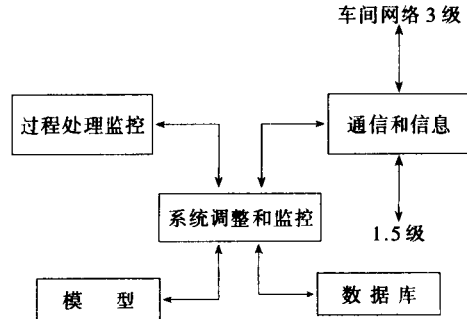 车间网络3级
过程处理监控
通信和信息
系统调整和监控
1.5级
模 型
数据库